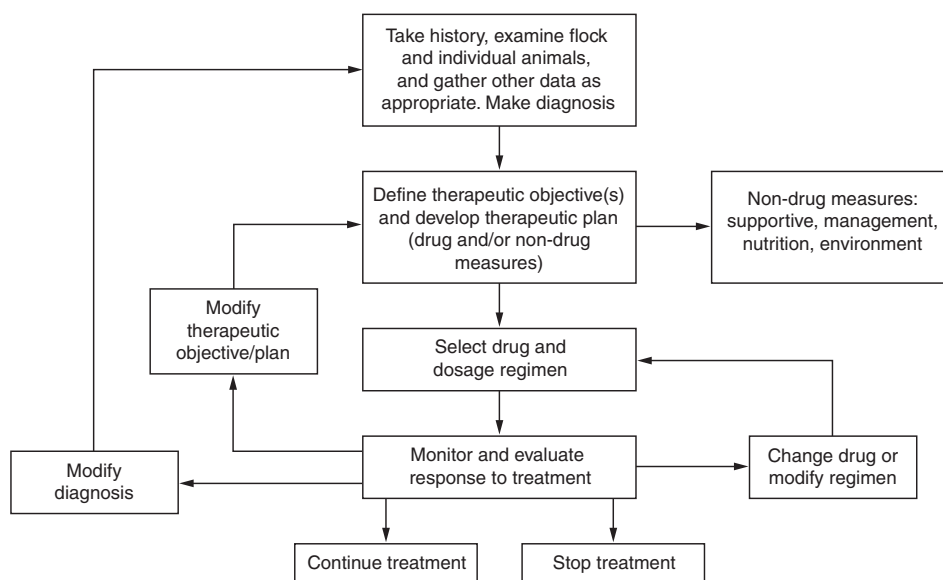 Take history, examine flock
and individual animals,
and gather other data as
appropriate. Make diagnosis
Define therapeutic objective(s)
and develop therapeutic plan
(drug and/or non-drug
measures)
Non-drug measures:
supportive, management,
nutrition, environment
Modify
therapeutic
objective/plan
Select drug and
dosage regimen
Modify
diagnosis
Monitor and evaluate
response to treatment
Change drug or
modify regimen
Continue treatment
Stop treatment